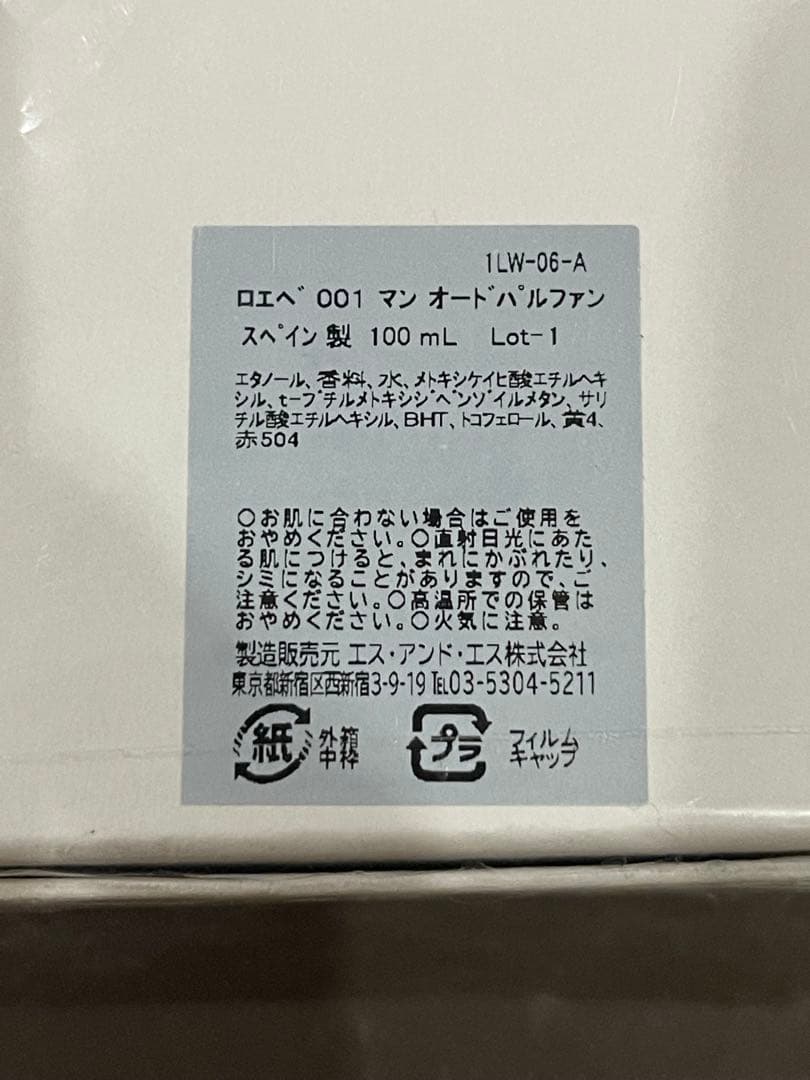 1LW-06-A
ロエベ 001 マン オードパルファン
スペイン 製 100 mL Lot-1
エタノール、香料、水、メトキシケイヒ酸エチルヘキ
シル、t-ブチルメトキシジベンゾイルメタン、サリ
チル酸エチルヘキシル、BHT、トコフェロール、黄4、
赤504
○お肌に合わない場合はご使用を
おやめください。○直射日光にあた
る肌につけると、まれにかぶれたり、
シミになることがありますので、ご
注意ください。○高温所での保管は
おやめください。○火気に注意。
製造販売元 エス・アンド・エス株式会社
東京都新宿区西新宿3-9-19 TEL03-5304-5211
紙 外箱 プラ フィルム
中枠 キャップ